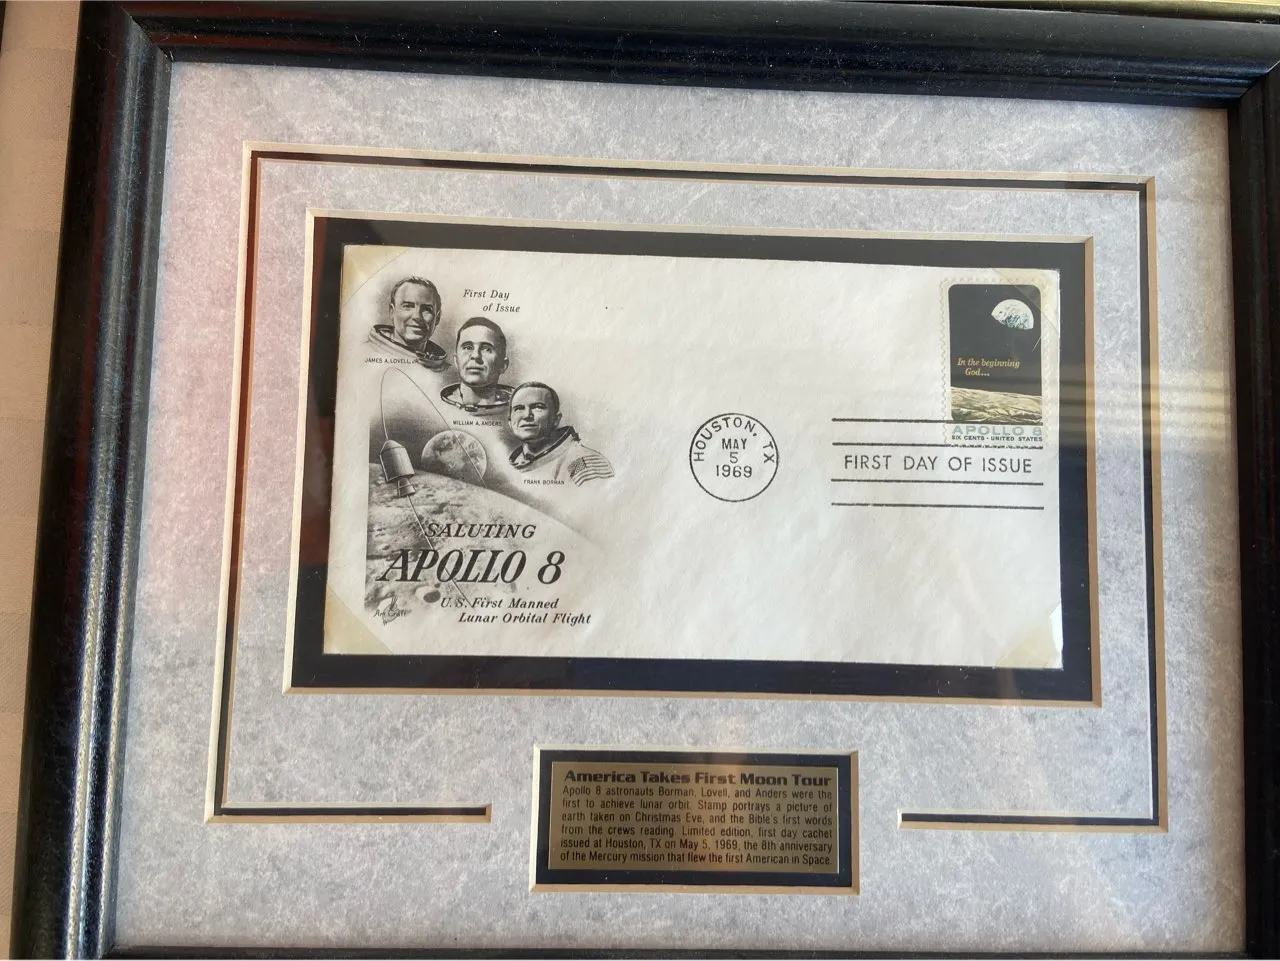 First Day
of Issue
JAMES A. LOVELL, JR.
WILLIAM A. ANDERS
FRANK BORMAN
SALUTING
APOLLO 8
U.S. First Manned
Lunar Orbital Flight
Art Craft
HOUSTON, TX
MAY
5
1969
In the beginning
God...
APOLLO 8
SIX CENTS · UNITED STATES
FIRST DAY OF ISSUE
America Takes First Moon Tour
Apollo 8 astronauts Borman, Lovell, and Anders were the
first to achieve lunar orbit. Stamp portrays a picture of
earth taken on Christmas Eve, and the Bible's first words
from the crews reading. Limited edition, first day cachet
issued at Houston, TX on May 5, 1969, the 8th anniversary
of the Mercury mission that flew the first American in Space.